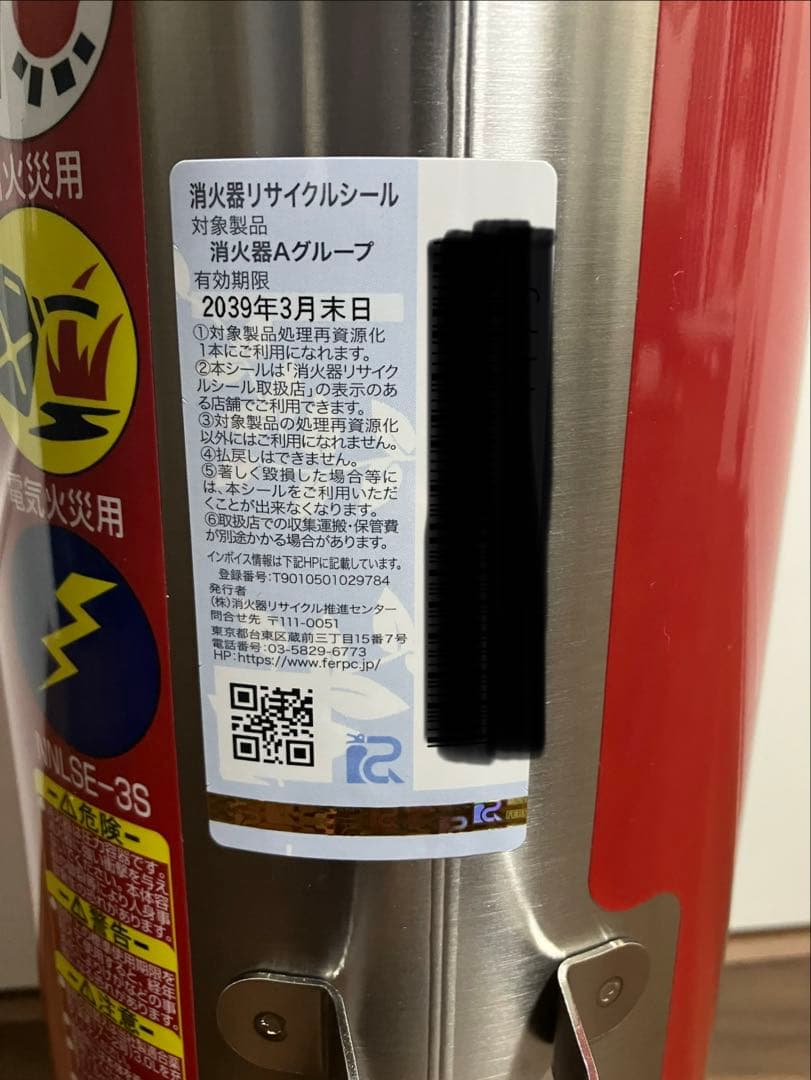 火災用
電気火災用
NNLSE-3S
消火器リサイクルシール
対象製品
消火器Aグループ
有効期限
2039年3月末日
①対象製品処理再資源化
1本にご利用になれます。
②本シールは「消火器リサイク
ルシール取扱店」の表示のあ
る店舗でご利用できます。
③対象製品の処理再資源化
以外にはご利用になれません。
④払戻しはできません。
⑤著しく毀損した場合等に
は、本シールをご利用いただ
くことが出来なくなります。
⑥取扱店での収集運搬・保管費
が別途かかる場合があります。
インボイス情報は下記HPに記載しています。
登録番号:T9010501029784
発行者
(株)消火器リサイクル推進センター
問合せ先 〒111-0051
東京都台東区蔵前三丁目15番7号
電話番号:03-5829-6773
HP:https://www.ferpc.jp/
危険
警告
注意